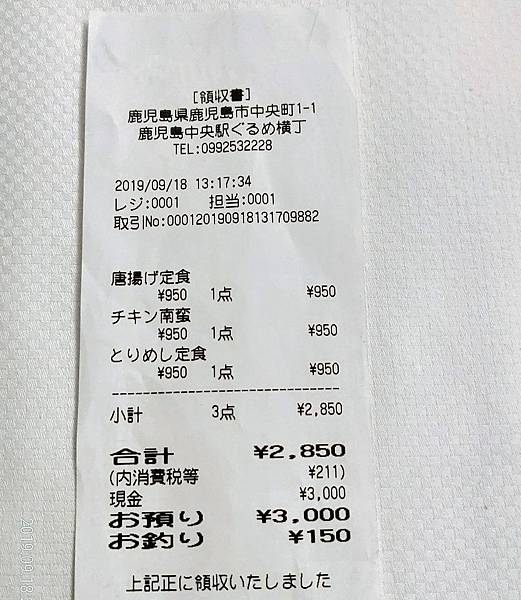 [領収書]
鹿児島県鹿児島市中央町1-1
鹿児島中央駅ぐるめ横丁
TEL:0992532228
2019/09/18 13:17:34
レジ:0001 担当:0001
取引No:000120190918131709882
唐揚げ定食
¥950 1点 ¥950
チキン南蛮
¥950 1点 ¥950
とりめし定食
¥950 1点 ¥950
小計 3点 ¥2,850
合計 ¥2,850
(内消費税等 ¥211)
現金 ¥3,000
お預り ¥3,000
お釣り ¥150
上記正に領収いたしました